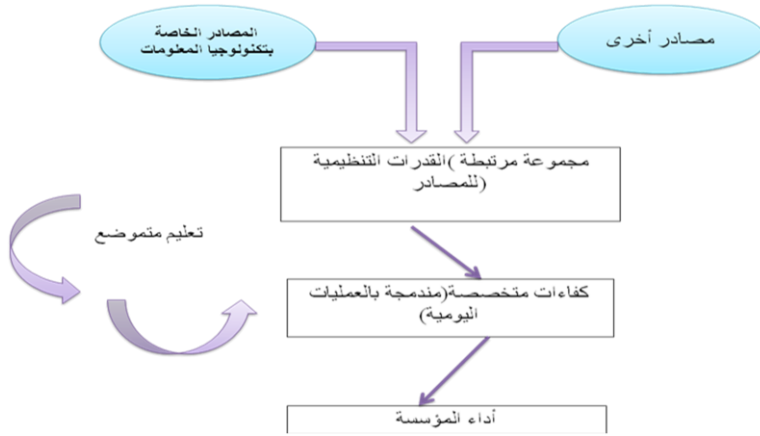 المصادر الخاصة
بتكنولوجيا المعلومات
مصادر أخرى
مجموعة مرتبطة )القدرات التنظيمية
(للمصادر
تعليم متموضع
كفاءات متخصصة(مندمجة بالعمليات
اليومية)
أداء المؤسسة